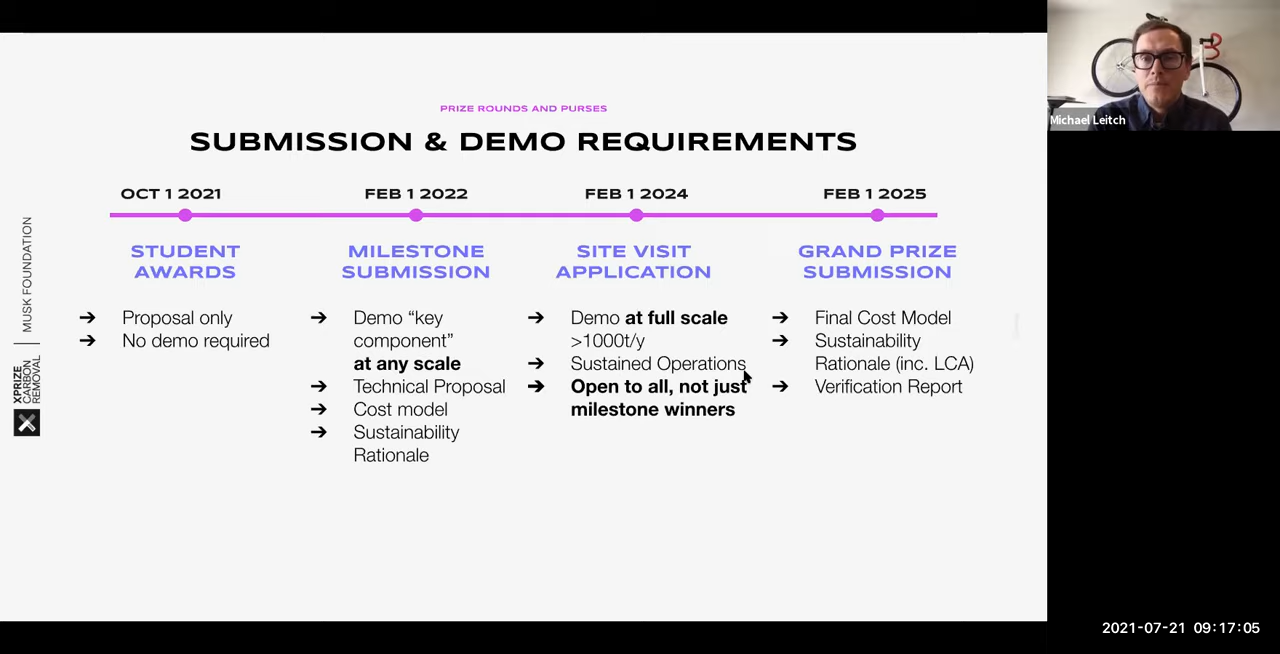 PRIZE ROUNDS AND PURSES
SUBMISSION & DEMO REQUIREMENTS
OCT 1 2021
FEB 1 2022
FEB 1 2024
FEB 1 2025
STUDENT
AWARDS
➔ Proposal only
➔ No demo required
MILESTONE
SUBMISSION
➔ Demo “key
component”
at any scale
➔ Technical Proposal
➔ Cost model
➔ Sustainability
Rationale
SITE VISIT
APPLICATION
➔ Demo at full scale
>1000t/y
➔ Sustained Operations
➔ Open to all, not just
milestone winners
GRAND PRIZE
SUBMISSION
➔ Final Cost Model
➔ Sustainability
Rationale (inc. LCA)
➔ Verification Report
XPRIZE
CARBON
REMOVAL
MUSK FOUNDATION
Michael Leitch
2021-07-21 09:17:05